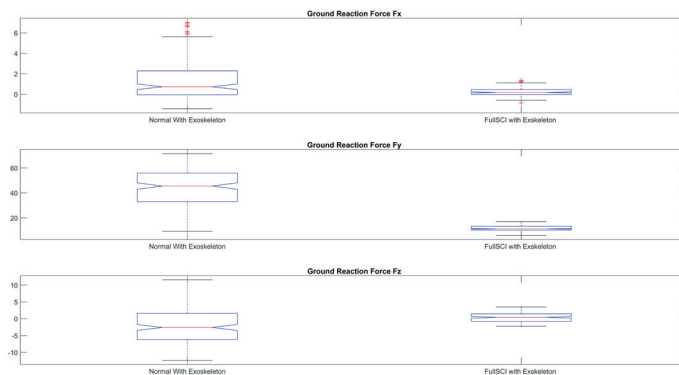 Ground Reaction Force Fx
6
4
2
0
Normal With Exoskeleton
FullSCI with Exskeleton
Ground Reaction Force Fy
60
40
20
Normal With Exoskeleton
FullSCI with Exskeleton
Ground Reaction Force Fz
10
5
0
-5
-10
Normal With Exoskeleton
FullSCI with Exskeleton